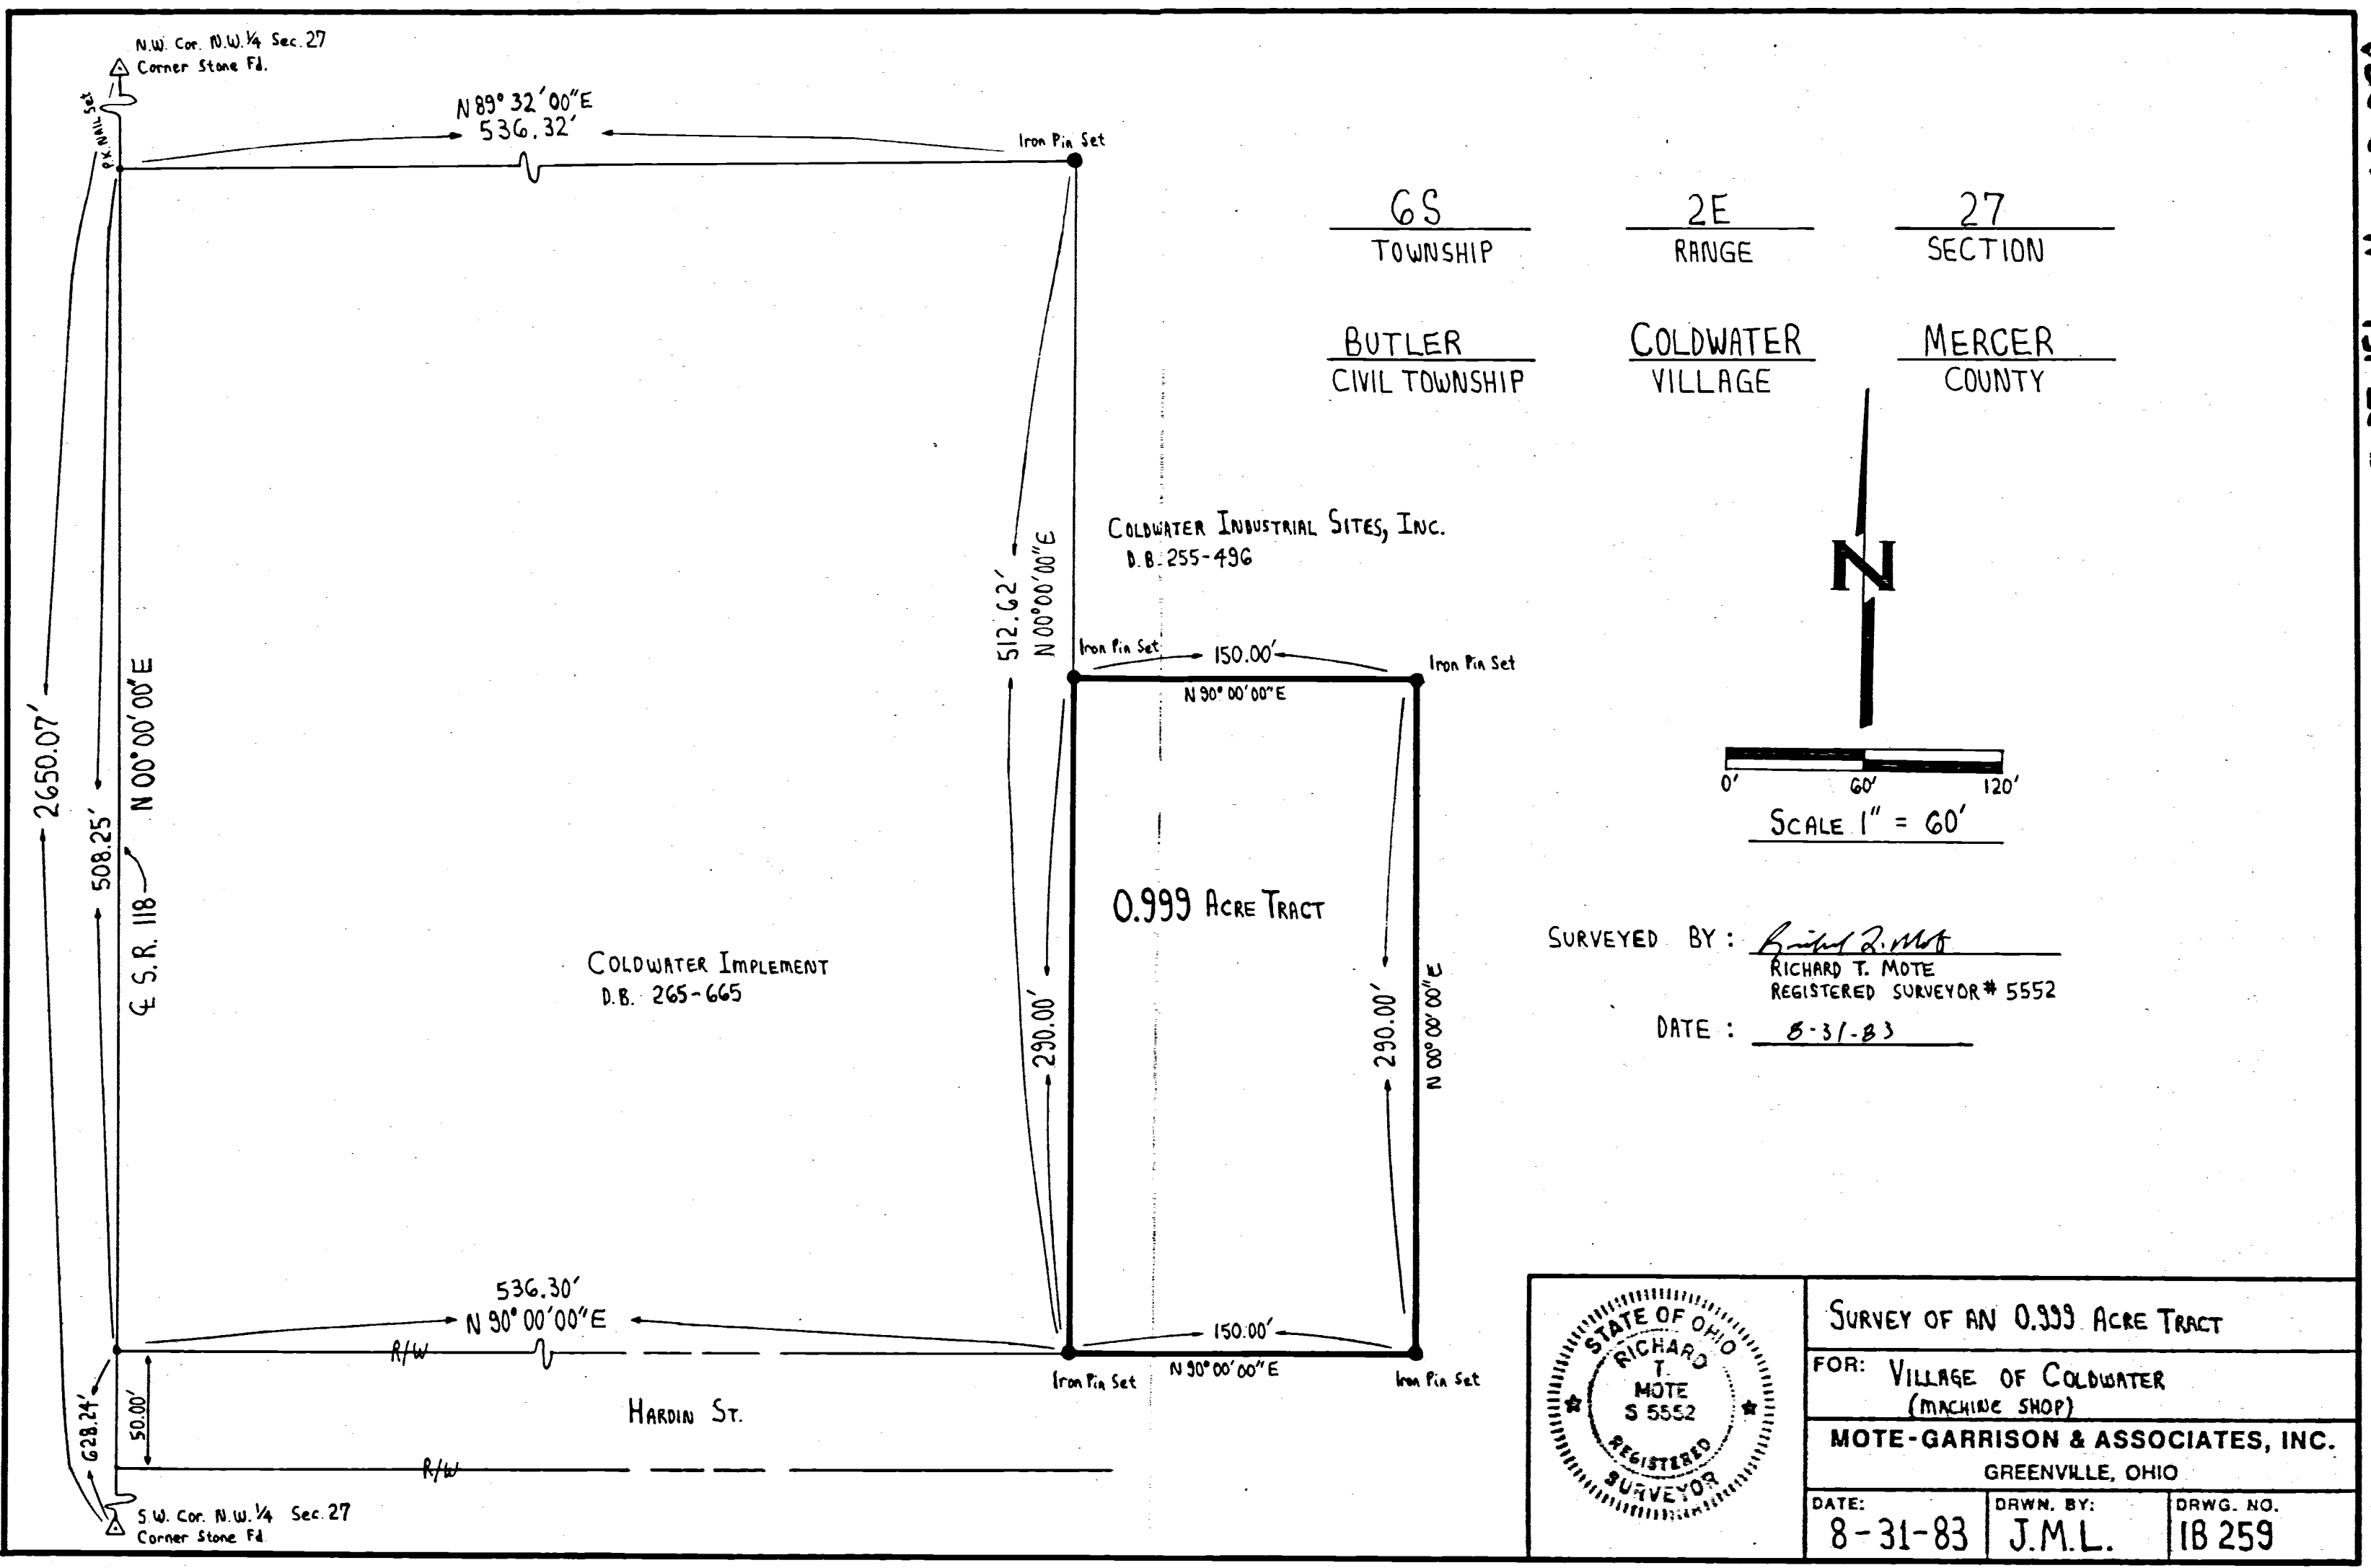 N.W. Cor. N.W. ¼ Sec. 27
Corner Stone Fd.
P.K. NAIL Set
N 89° 32' 00" E
536.32'
Iron Pin Set
6S
TOWNSHIP
2E
RANGE
27
SECTION
BUTLER
CIVIL TOWNSHIP
COLDWATER
VILLAGE
MERCER
COUNTY
COLDWATER INDUSTRIAL SITES, INC.
D.B. 255-496
N
512.62'
N 00° 00' 00" E
Iron Pin Set
150.00'
N 90° 00' 00" E
Iron Pin Set
2650.07'
508.25'
N 00° 00' 00" E
℄ S.R. 118
0' 60' 120'
SCALE 1" = 60'
0.999 ACRE TRACT
COLDWATER IMPLEMENT
D.B. 265-665
290.00'
290.00'
N 00° 00' 00" E
SURVEYED BY:
RICHARD T. MOTE
REGISTERED SURVEYOR # 5552
DATE: 8-31-83
536.30'
N 90° 00' 00" E
R/W
150.00'
N 90° 00' 00" E
Iron Pin Set
Iron Pin Set
628.24'
50.00'
HARDIN ST.
R/W
S.W. Cor. N.W. ¼ Sec. 27
Corner Stone Fd.
STATE OF OHIO
RICHARD
T.
MOTE
S 5552
REGISTERED
SURVEYOR
SURVEY OF AN 0.999 ACRE TRACT
FOR: VILLAGE OF COLDWATER
(MACHINE SHOP)
MOTE-GARRISON & ASSOCIATES, INC.
GREENVILLE, OHIO
DATE:
8-31-83
DRWN. BY:
J.M.L.
DRWG. NO.
1B 259